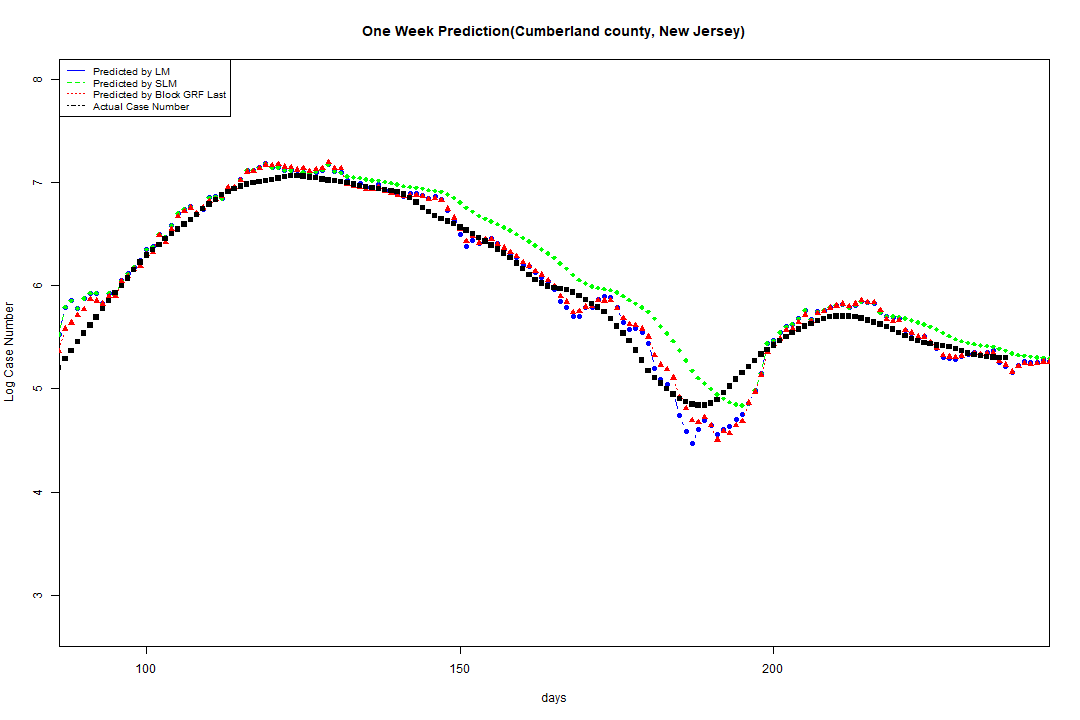 One Week Prediction(Cumberland county, New Jersey)
Predicted by LM
Predicted by SLM
Predicted by Block GRF Last
Actual Case Number
8
7
6
5
4
3
Log Case Number
100 150 200
days